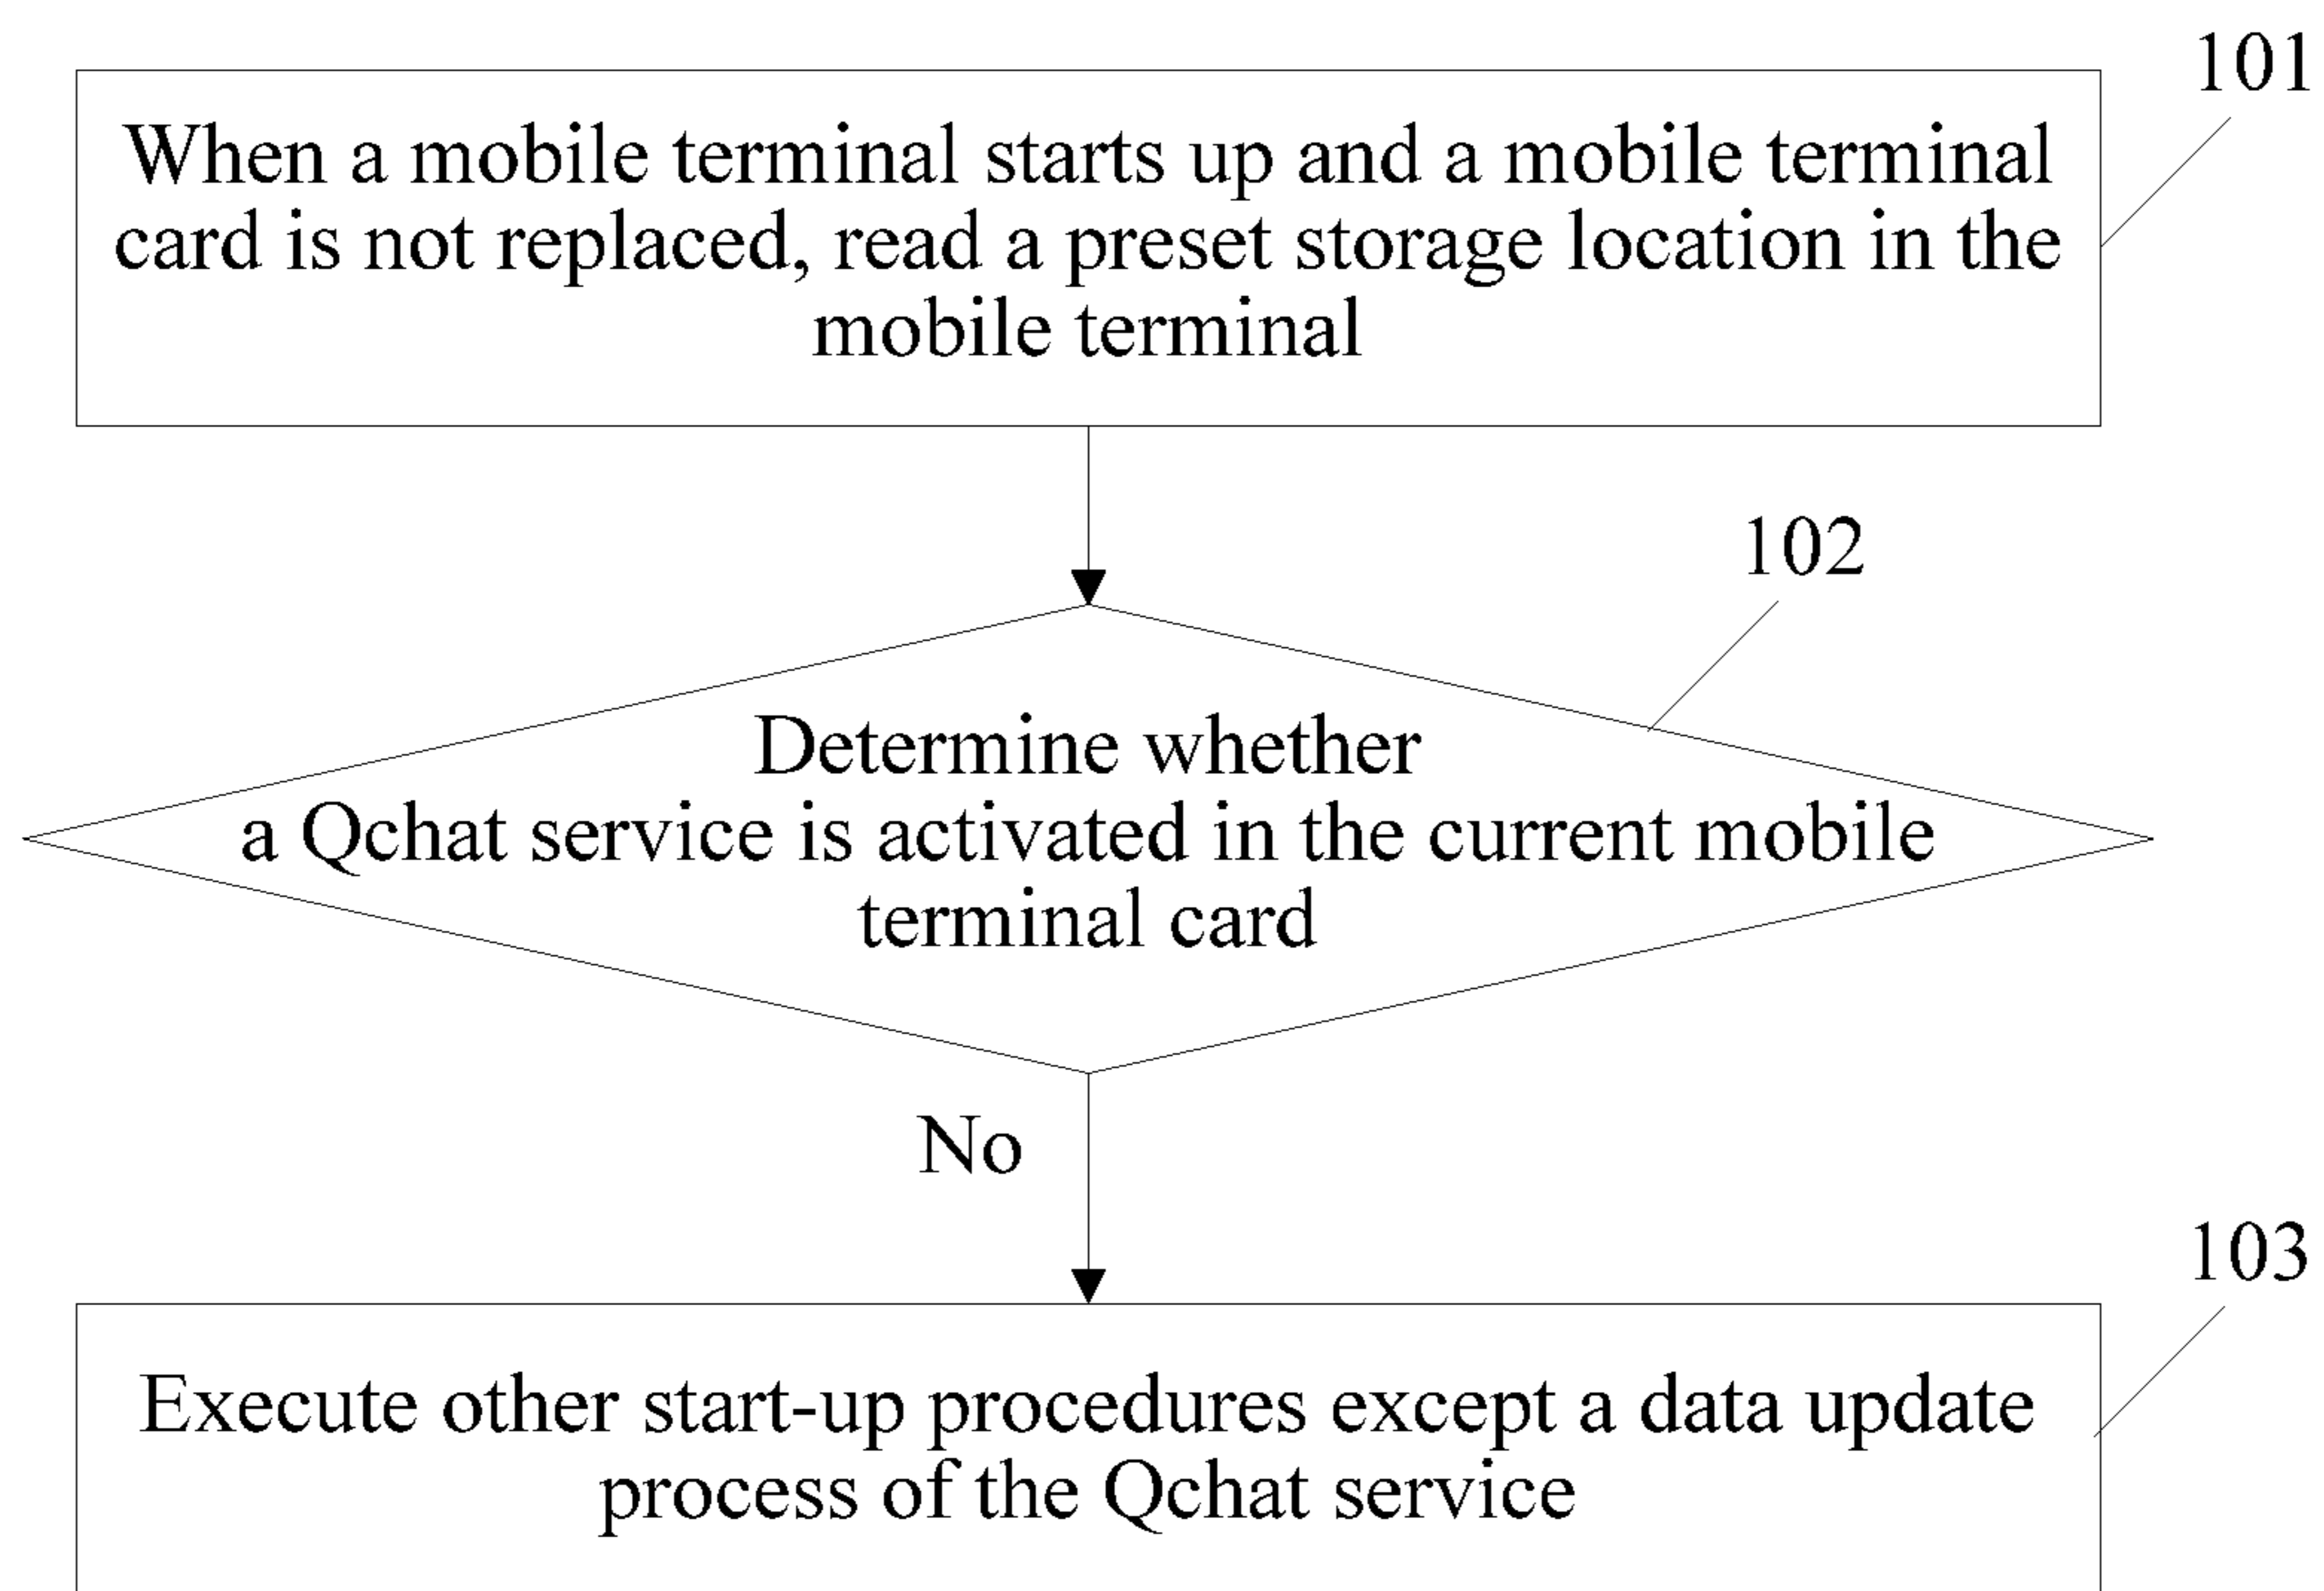 101
When a mobile terminal starts up and a mobile terminal
card is not replaced, read a preset storage location in the
mobile terminal
102
Determine whether
a Qchat service is activated in the current mobile
terminal card
No
103
Execute other start-up procedures except a data update
process of the Qchat service